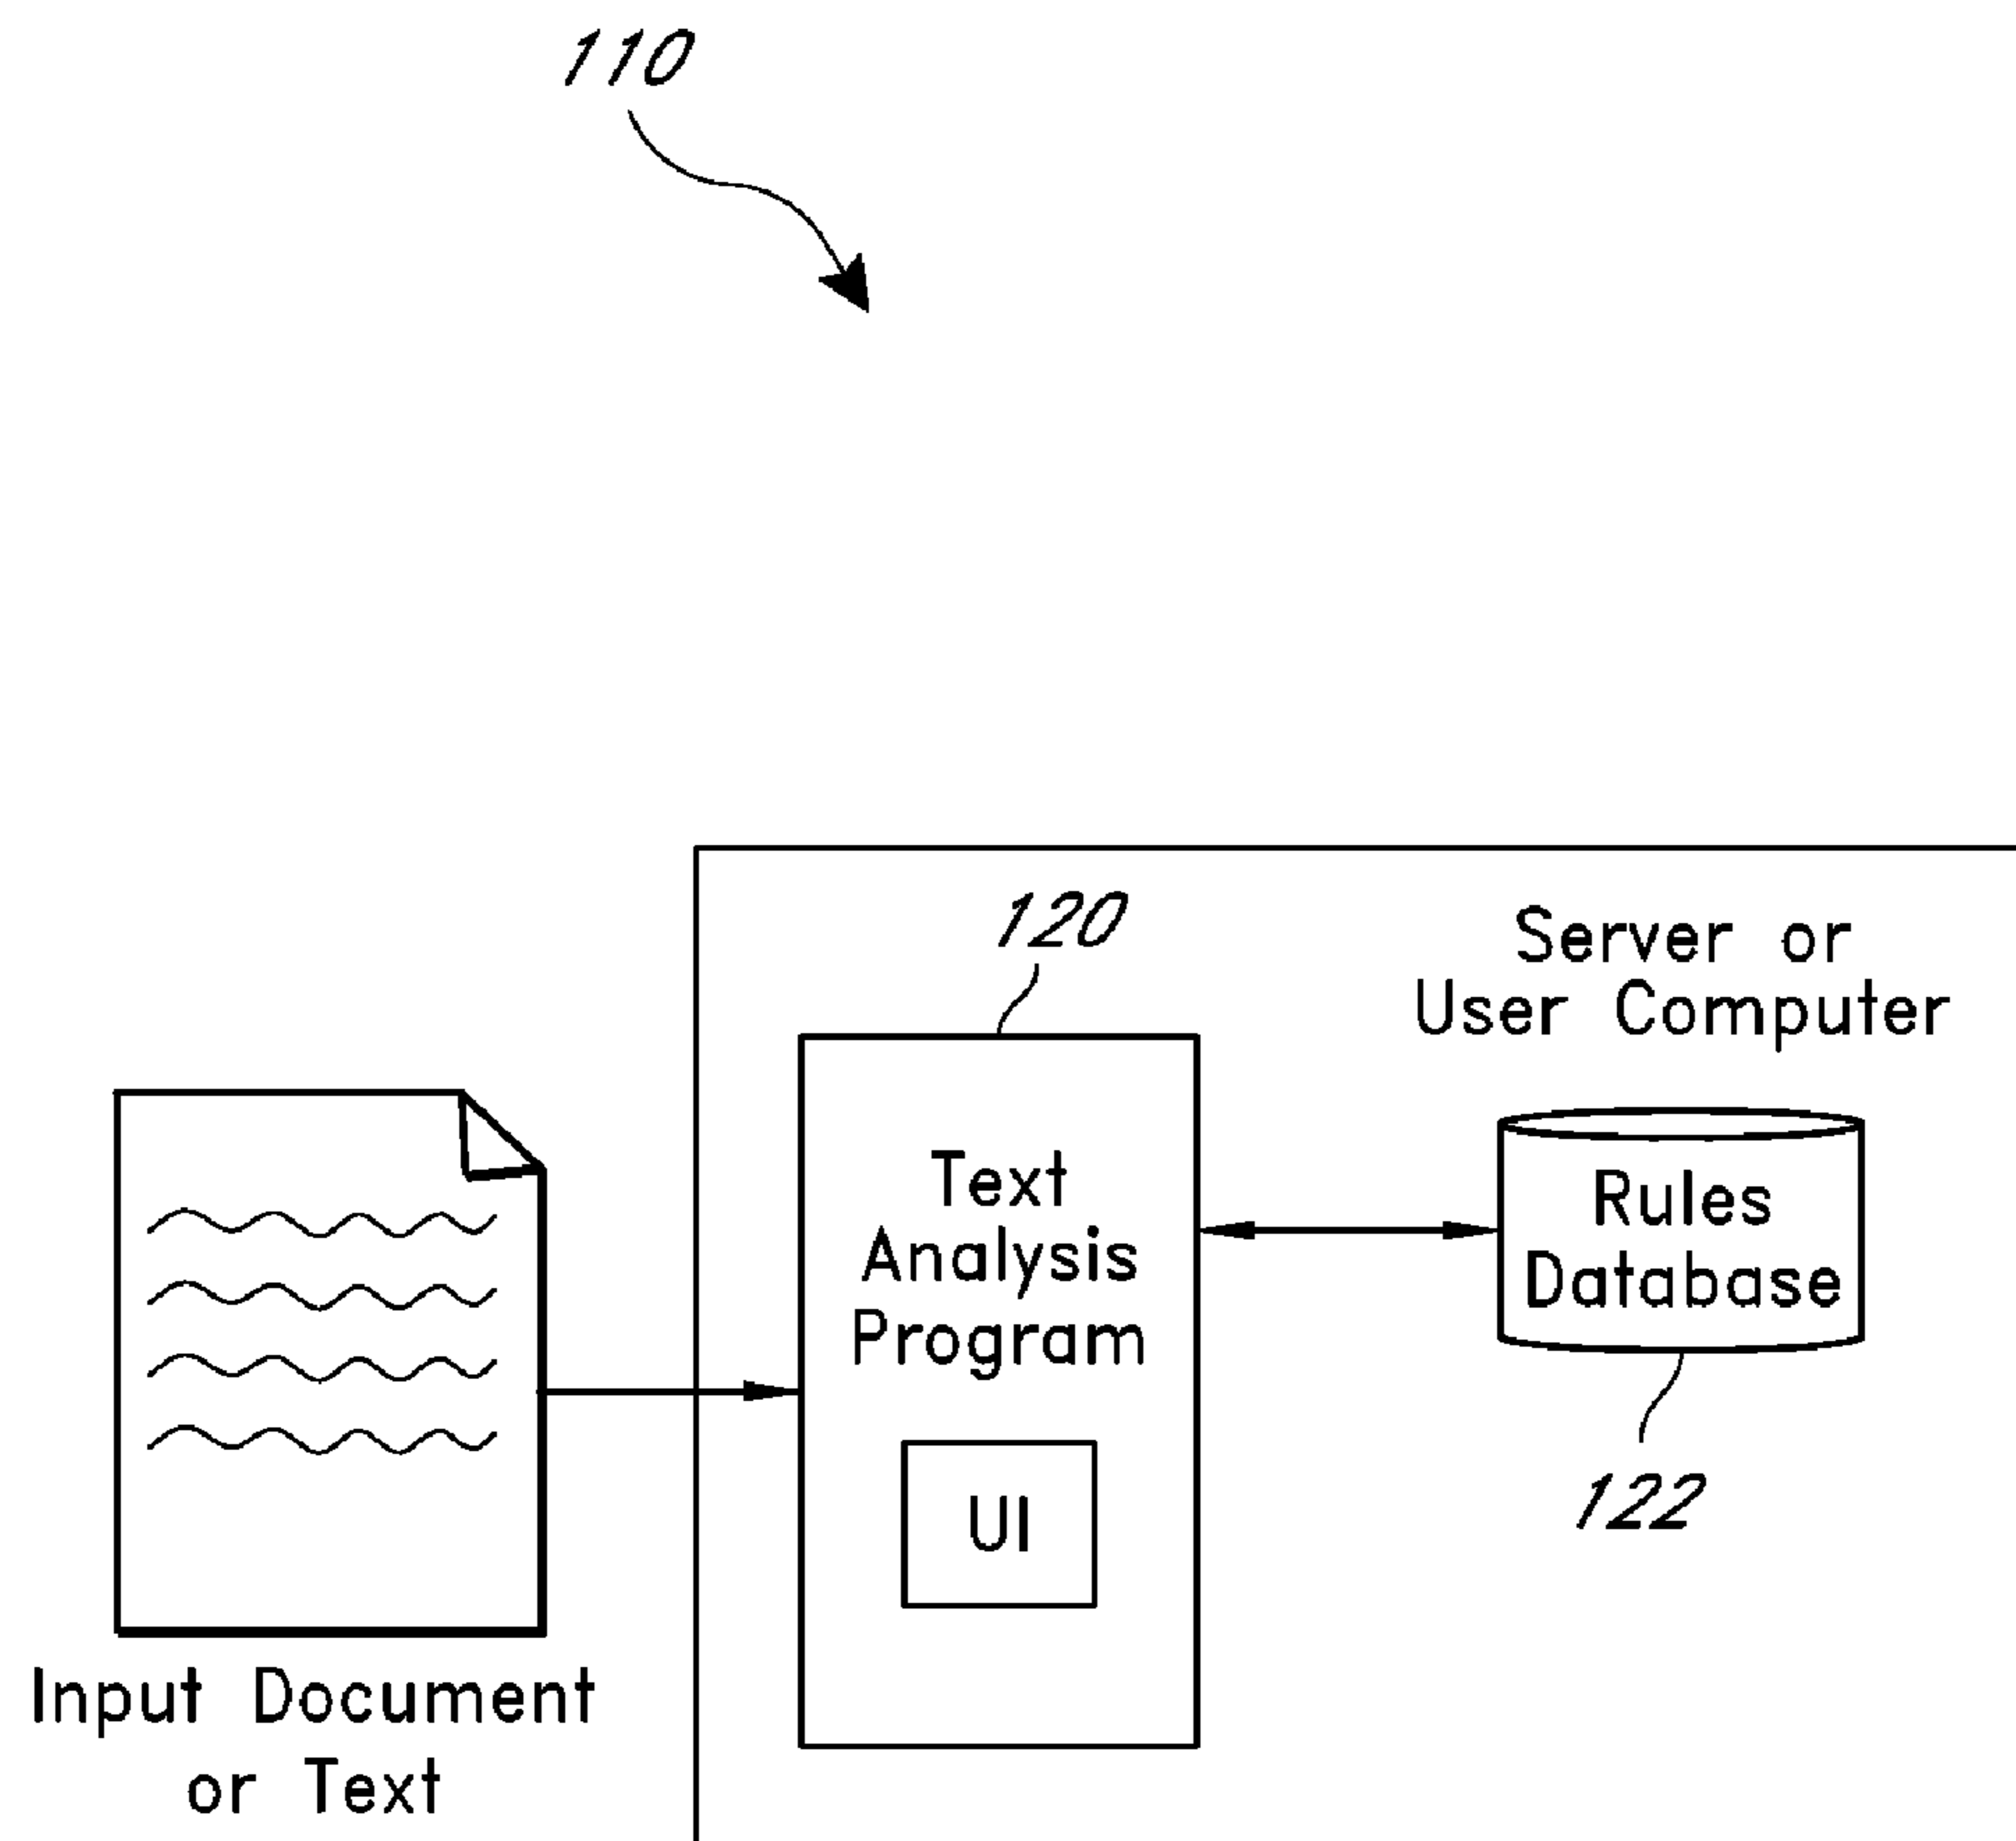 110
120
Server or
User Computer
Text
Analysis
Program
Rules
Database
UI
122
Input Document
or Text